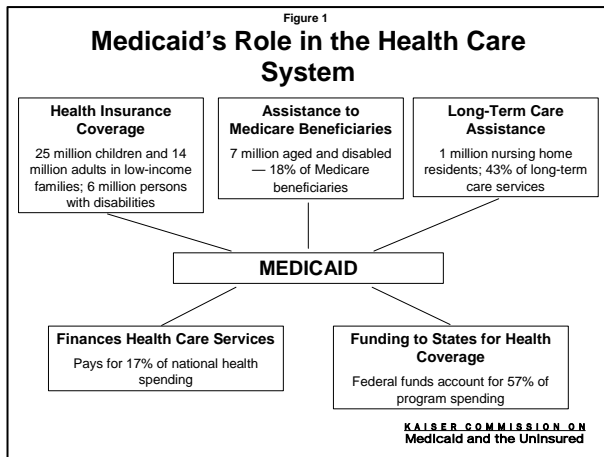 Figure 1
Medicaid's Role in the Health Care
System
Health Insurance
Coverage
25 million children and 14
million adults in low-income
families; 6 million persons
with disabilities
Assistance to
Medicare Beneficiaries
7 million aged and disabled
— 18% of Medicare
beneficiaries
Long-Term Care
Assistance
1 million nursing home
residents; 43% of long-term
care services
MEDICAID
Finances Health Care Services
Pays for 17% of national health
spending
Funding to States for Health
Coverage
Federal funds account for 57% of
program spending
KAISER COMMISSION ON
Medicaid and the Uninsured